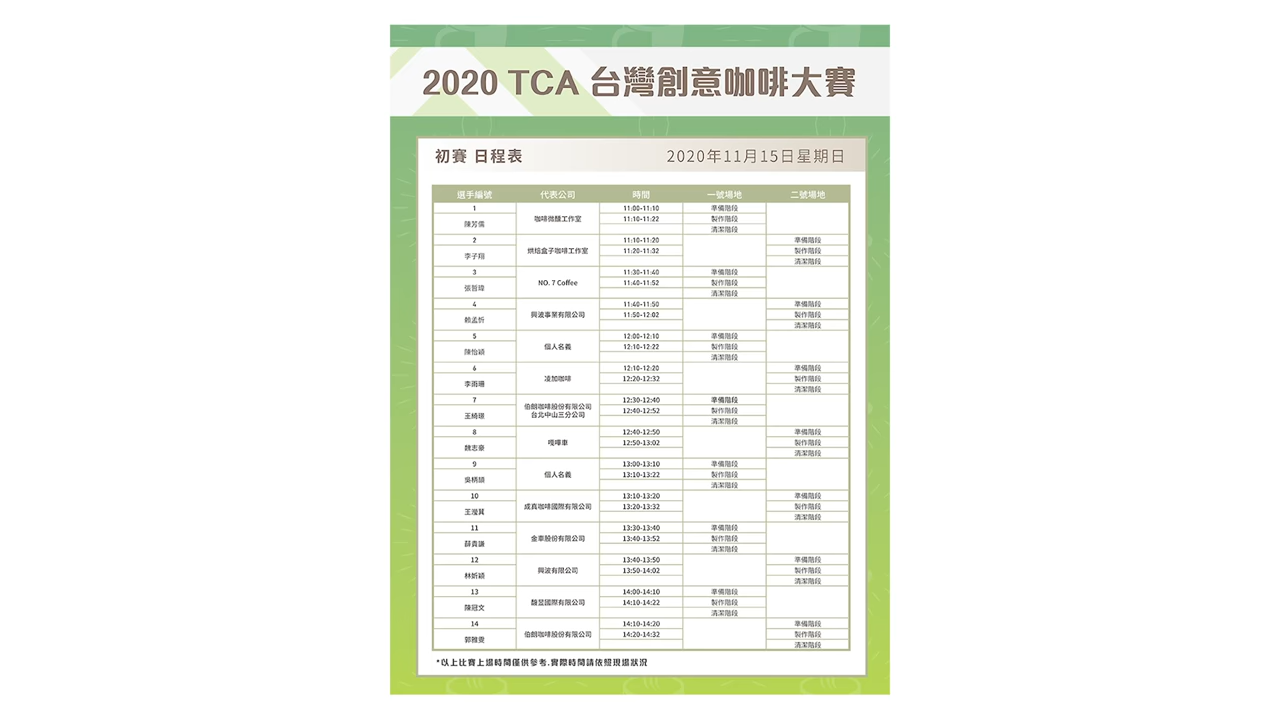 2020 TCA 台灣創意咖啡大賽
初賽 日程表 2020年11月15日星期日
選手編號 代表公司 時間 一號場地 二號場地
1 11:00-11:10 準備階段
陳芳儒 咖啡微醺工作室 11:10-11:22 製作階段
清潔階段
2 11:10-11:20 準備階段
李子翔 烘焙盒子咖啡工作室 11:20-11:32 製作階段
清潔階段
3 11:30-11:40 準備階段
張哲瑋 NO. 7 Coffee 11:40-11:52 製作階段
清潔階段
4 11:40-11:50 準備階段
賴孟忻 興波事業有限公司 11:50-12:02 製作階段
清潔階段
5 12:00-12:10 準備階段
陳怡穎 個人名義 12:10-12:22 製作階段
清潔階段
6 12:10-12:20 準備階段
李雨珊 凌加咖啡 12:20-12:32 製作階段
清潔階段
7 伯朗咖啡股份有限公司 12:30-12:40 準備階段
王綺璟 台北中山三分公司 12:40-12:52 製作階段
清潔階段
8 12:40-12:50 準備階段
魏志豪 嘎嗶車 12:50-13:02 製作階段
清潔階段
9 13:00-13:10 準備階段
個人名義 13:10-13:22 製作階段
清潔階段
10 13:10-13:20 準備階段
成真咖啡國際有限公司 13:20-13:32 製作階段
清潔階段
11 13:30-13:40 準備階段
薛貴謙 金車股份有限公司 13:40-13:52 製作階段
清潔階段
12 13:40-13:50 準備階段
林妡穎 興波有限公司 13:50-14:02 製作階段
清潔階段
13 14:00-14:10 準備階段
陳冠文 馥昱國際有限公司 14:10-14:22 製作階段
清潔階段
14 14:10-14:20 準備階段
郭雅雯 伯朗咖啡股份有限公司 14:20-14:32 製作階段
清潔階段
*以上比賽上場時間僅供參考,實際時間請依照現場狀況